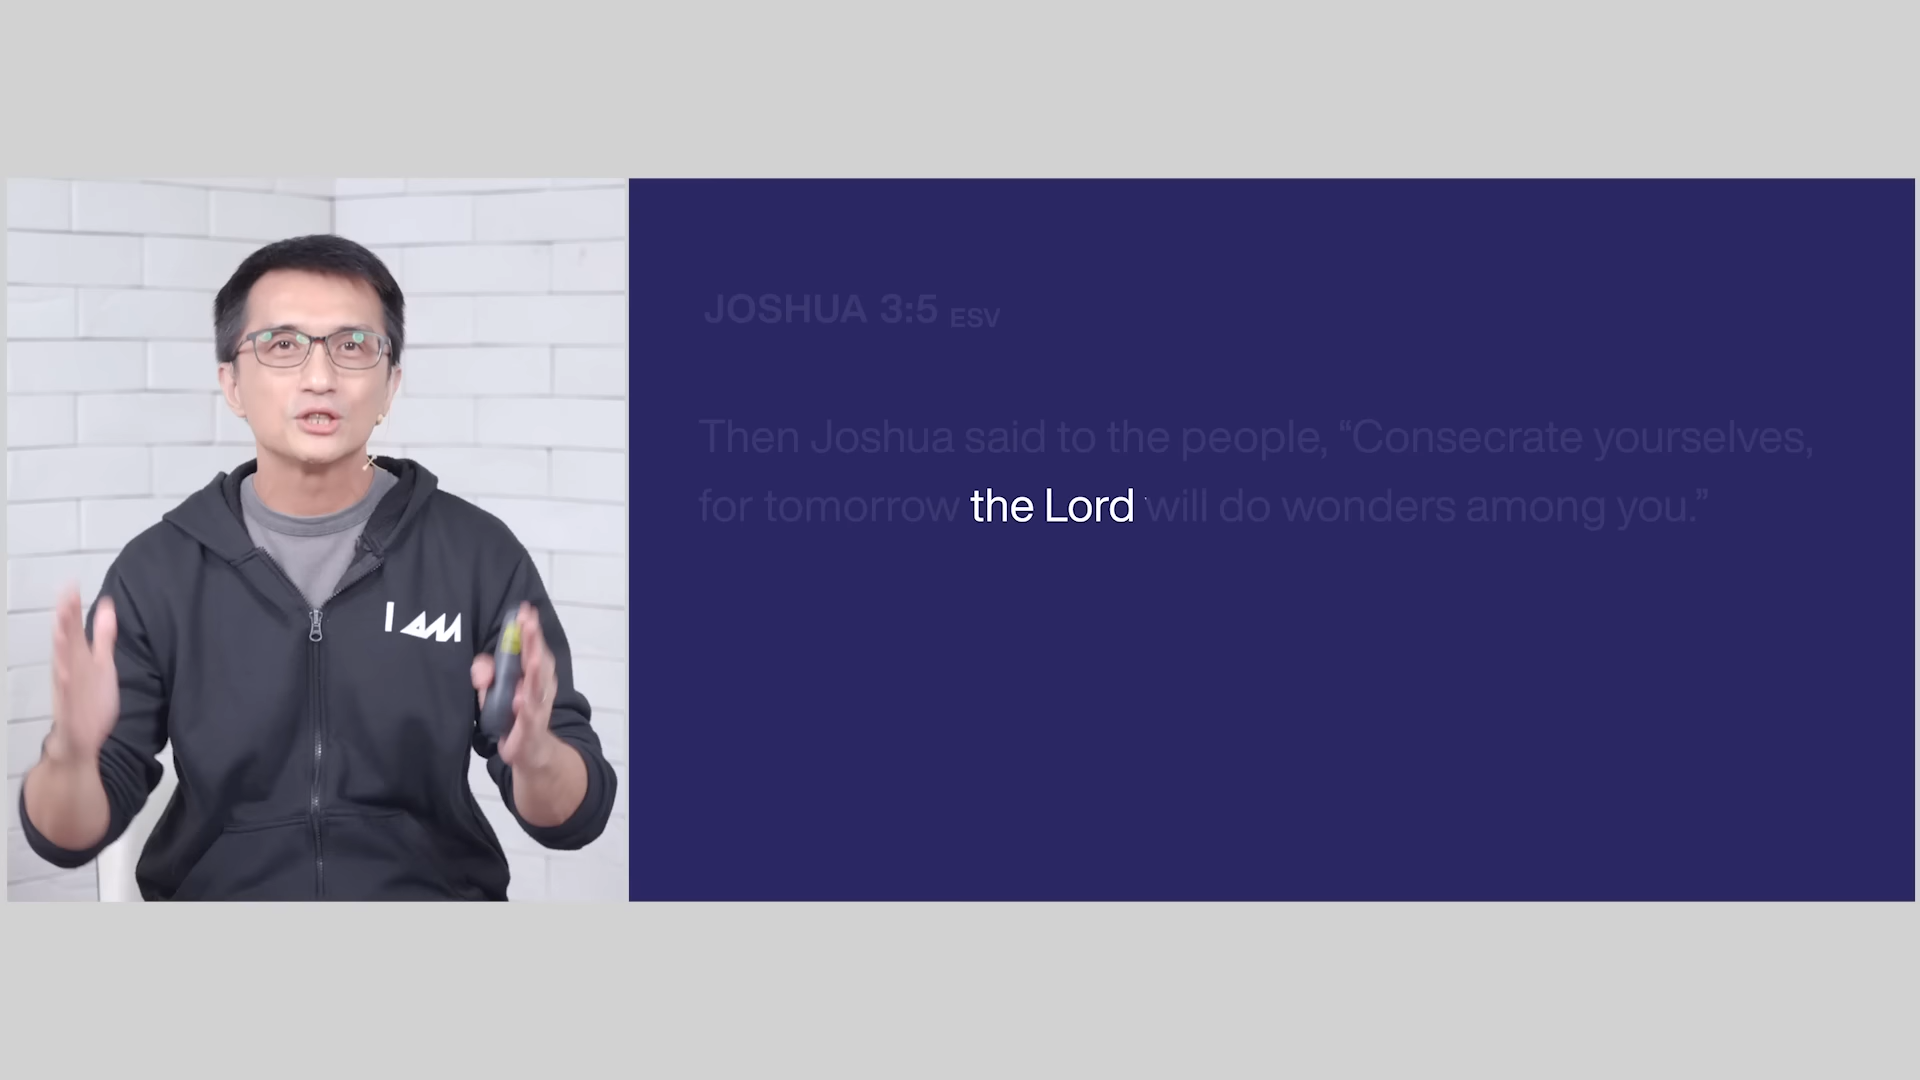 I AM
JOSHUA 3:5 ESV
Then Joshua said to the people, “Consecrate yourselves,
for tomorrow the Lord will do wonders among you.”